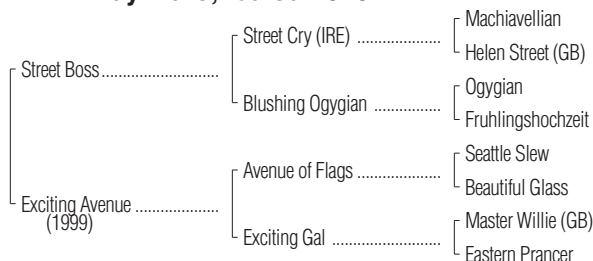 Machiavellian
Street Cry (IRE)
Helen Street (GB)
Street Boss
Ogygian
Blushing Ogygian
Fruhlingshochzeit
Seattle Slew
Avenue of Flags
Beautiful Glass
Exciting Avenue
(1999)
Master Willie (GB)
Exciting Gal
Eastern Prancer